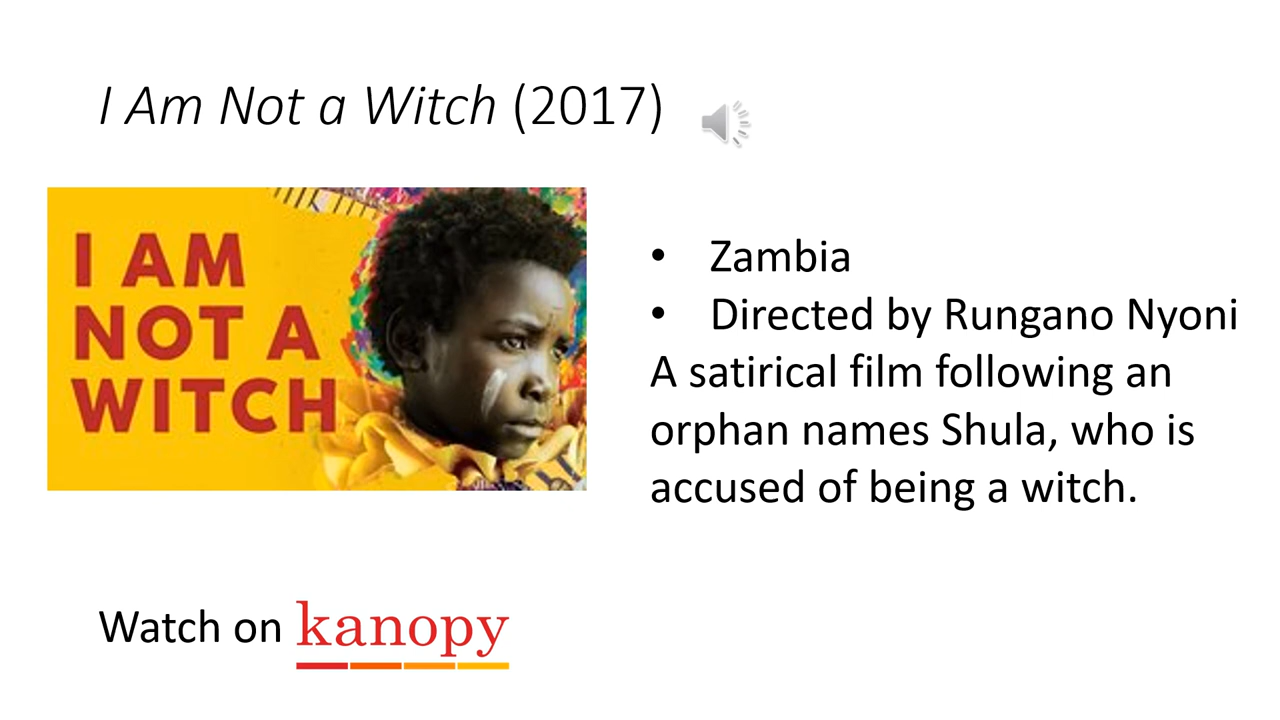 I Am Not a Witch (2017)
I AM
NOT A
WITCH
• Zambia
• Directed by Rungano Nyoni
A satirical film following an
orphan names Shula, who is
accused of being a witch.
Watch on kanopy